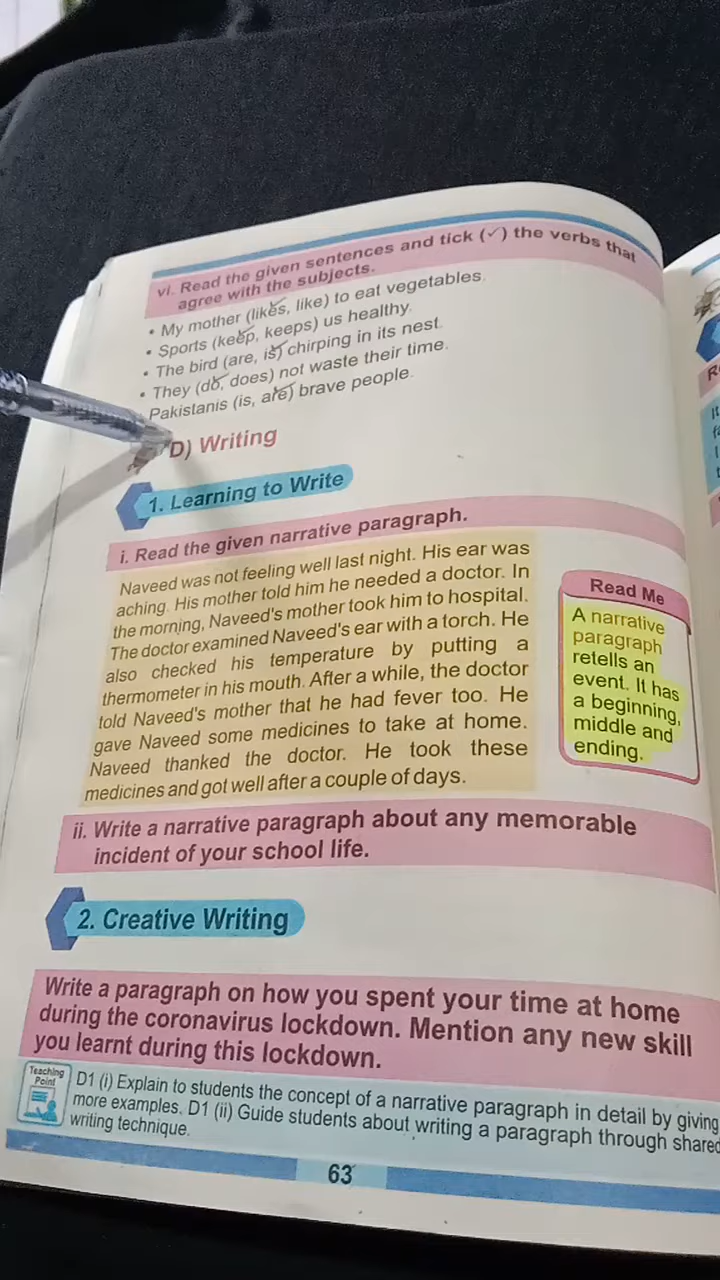 vi. Read the given sentences and tick (✓) the verbs that
agree with the subjects.
• My mother (likes, like) to eat vegetables.
• Sports (keep, keeps) us healthy.
• The bird (are, is) chirping in its nest.
• They (do, does) not waste their time.
Pakistanis (is, are) brave people.
D) Writing
1. Learning to Write
i. Read the given narrative paragraph.
Naveed was not feeling well last night. His ear was
aching. His mother told him he needed a doctor. In
the morning, Naveed's mother took him to hospital.
The doctor examined Naveed's ear with a torch. He
also checked his temperature by putting a
thermometer in his mouth. After a while, the doctor
told Naveed's mother that he had fever too. He
gave Naveed some medicines to take at home.
Naveed thanked the doctor. He took these
medicines and got well after a couple of days.
Read Me
A narrative
paragraph
retells an
event. It has
a beginning,
middle and
ending.
ii. Write a narrative paragraph about any memorable
incident of your school life.
2. Creative Writing
Write a paragraph on how you spent your time at home
during the coronavirus lockdown. Mention any new skill
you learnt during this lockdown.
Teaching
Point
D1 (i) Explain to students the concept of a narrative paragraph in detail by giving
more examples. D1 (ii) Guide students about writing a paragraph through shared
writing technique.
63